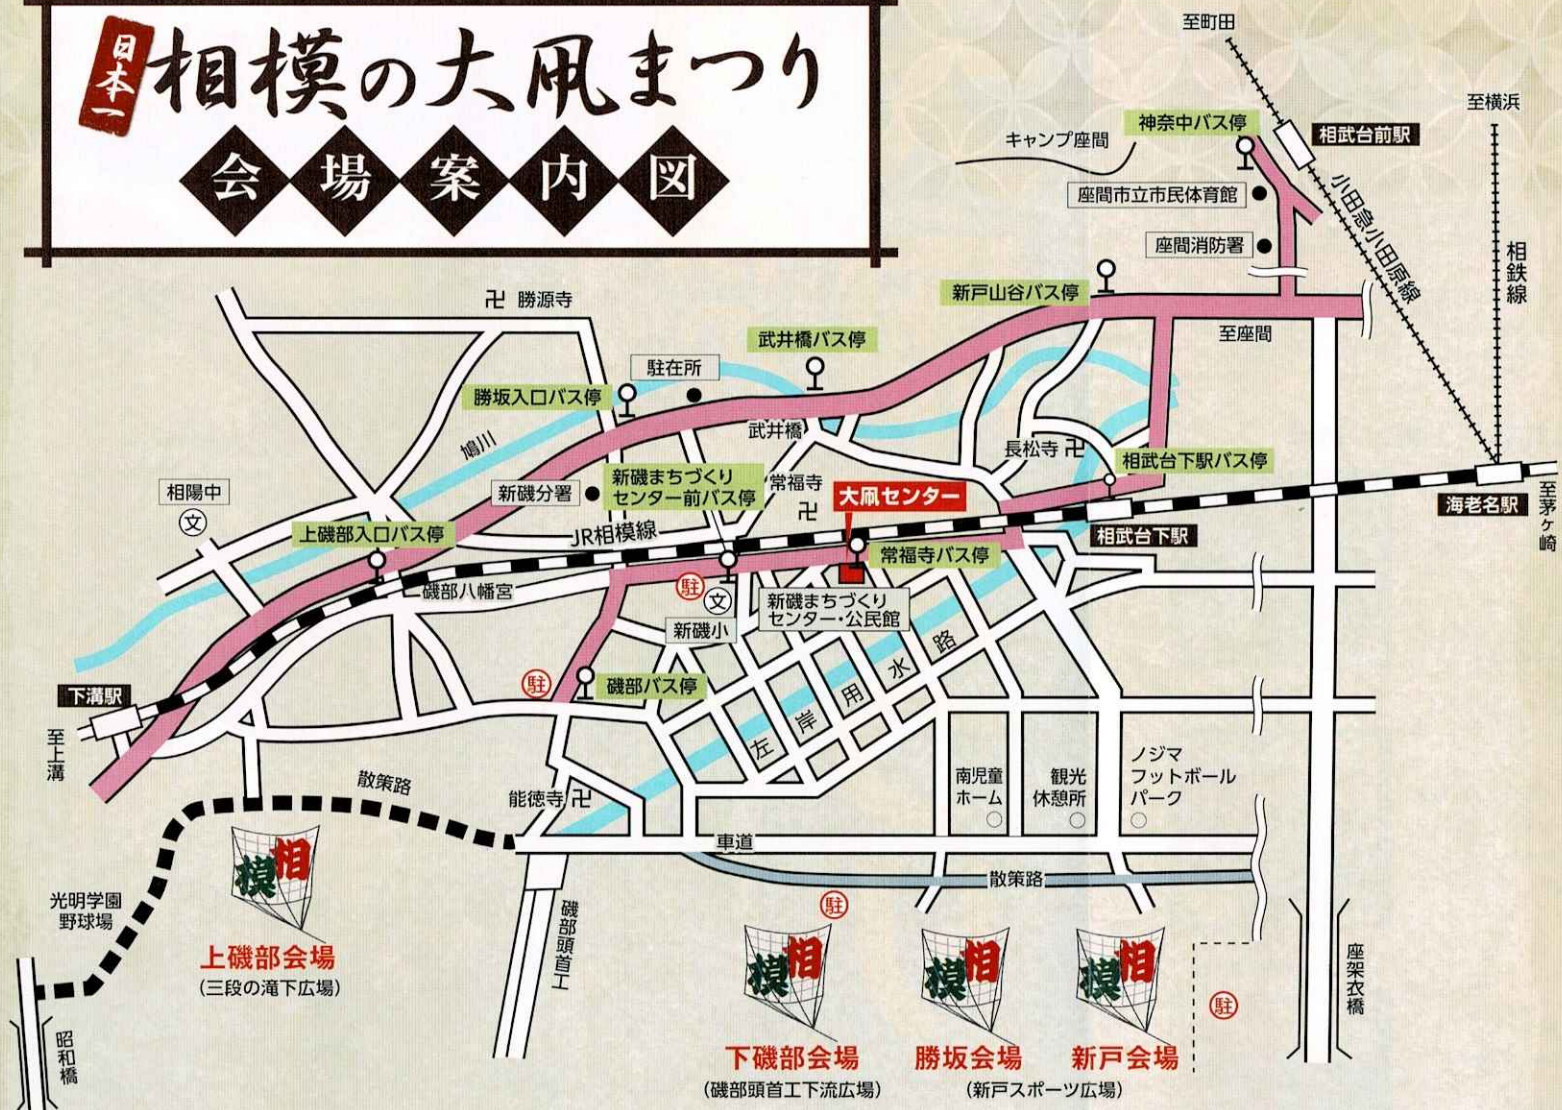 日本一
相模の大凧まつり
会場案内図
至町田
至横浜
神奈中バス停
相武台前駅
キャンプ座間
座間市立市民体育館
座間消防署
小田急小田原線
相鉄線
新戸山谷バス停
至座間
卍 勝源寺
武井橋バス停
駐在所
勝坂入口バス停
武井橋
鳩川
長松寺 卍
相武台下駅バス停
新磯まちづくり
センター前バス停
常福寺
卍
新磯分署
相陽中
文
大凧センター
海老名駅
至茅ヶ崎
上磯部入口バス停
JR相模線
相武台下駅
常福寺バス停
磯部八幡宮
駐
文
新磯小
新磯まちづくり
センター・公民館
左岸用水路
駐
磯部バス停
下溝駅
至上溝
散策路
能徳寺 卍
南児童
ホーム
観光
休憩所
ノジマ
フットボール
パーク
車道
散策路
相模
光明学園
野球場
上磯部会場
(三段の滝下広場)
磯部頭首工
駐
相模
相模
相模
駐
座架衣橋
昭和橋
下磯部会場
(磯部頭首工下流広場)
勝坂会場
新戸会場
(新戸スポーツ広場)